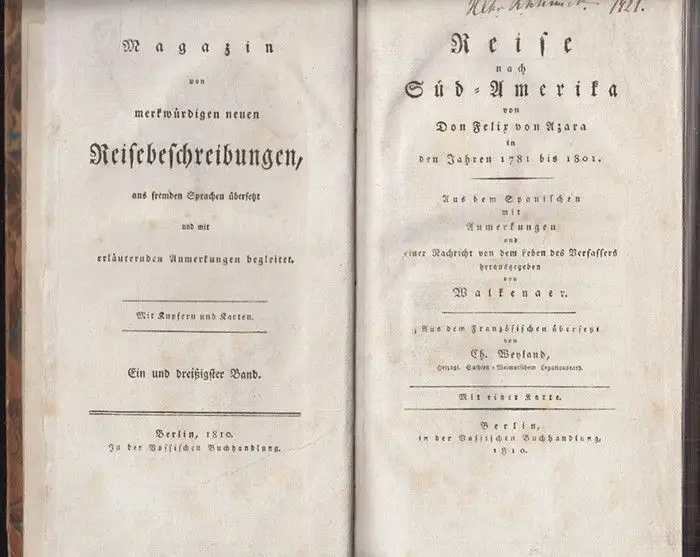 Magazin
von
merkwürdigen neuen
Reisebeschreibungen,
aus fremden Sprachen übersetzt
und mit
erläuternden Anmerkungen begleitet.
Mit Kupfern und Karten.
Ein und dreißigster Band.
Berlin, 1810.
In der Vossischen Buchhandlung.
1921.
Reise
nach
Süd-Amerika
von
Don Felix von Azara
in
den Jahren 1781 bis 1801.
Aus dem Spanischen
mit
Anmerkungen
und
einer Nachricht von dem Leben des Verfassers
herausgegeben
von
Walkenaer.
Aus dem Französischen übersetzt
von
Ch. Weyland,
Herzogl. Sachsen-Weimarischem Legationsrath.
Mit einer Karte.
Berlin,
in der Vossischen Buchhandlung,
1810.